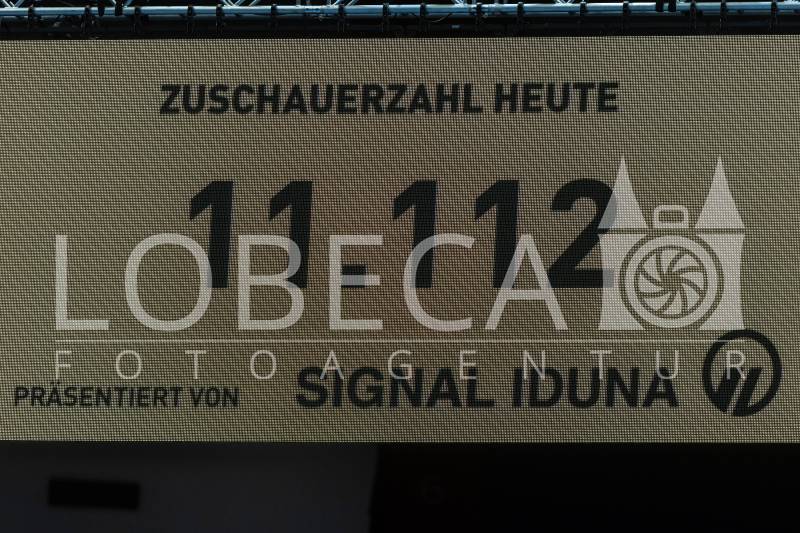 ZUSCHAUERZAHL HEUTE
11.112
LOBECA
FOTOAGENTUR
PRÄSENTIERT VON SIGNAL IDUNA